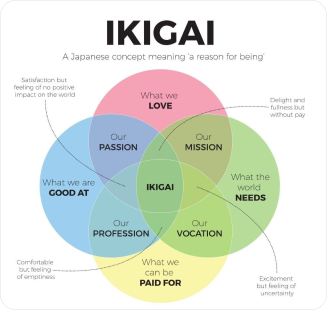 IKIGAI
A Japanese concept meaning 'a reason for being'
Satisfaction but
feeling of no positive
impact on the world
What we
LOVE
Delight and
fullness but
without pay
Our
PASSION
Our
MISSION
What we are
GOOD AT
IKIGAI
What the
world
NEEDS
Our
PROFESSION
Our
VOCATION
Comfortable
but feeling
of emptiness
What we
can be
PAID FOR
Excitement
but feeling of
uncertainty